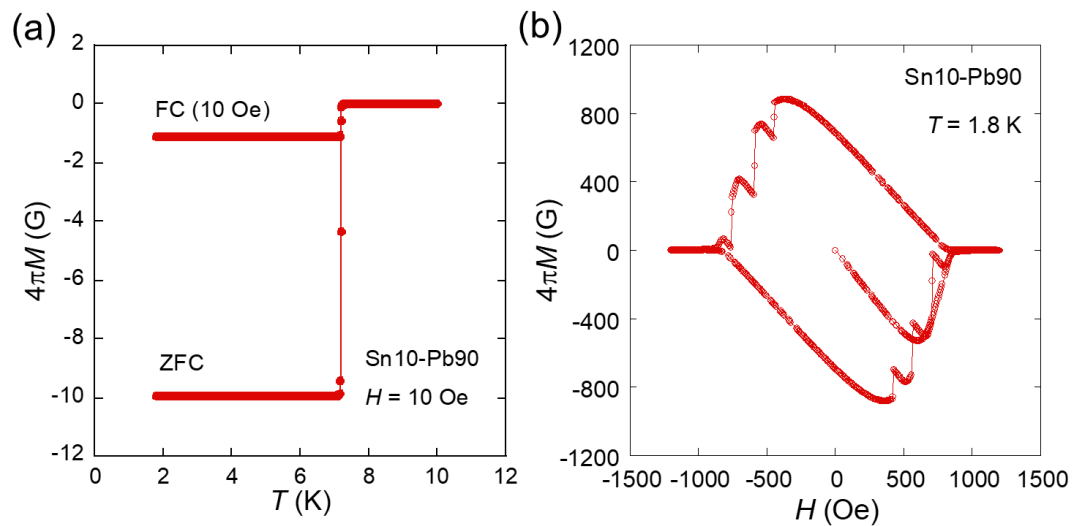 (a)
4πM (G)
2
0
-2
-4
-6
-8
-10
-12
FC (10 Oe)
ZFC
Sn10-Pb90
H = 10 Oe
0 2 4 6 8 10 12
T (K)
(b)
4πM (G)
1200
800
400
0
-400
-800
-1200
Sn10-Pb90
T = 1.8 K
-1500 -1000 -500 0 500 1000 1500
H (Oe)